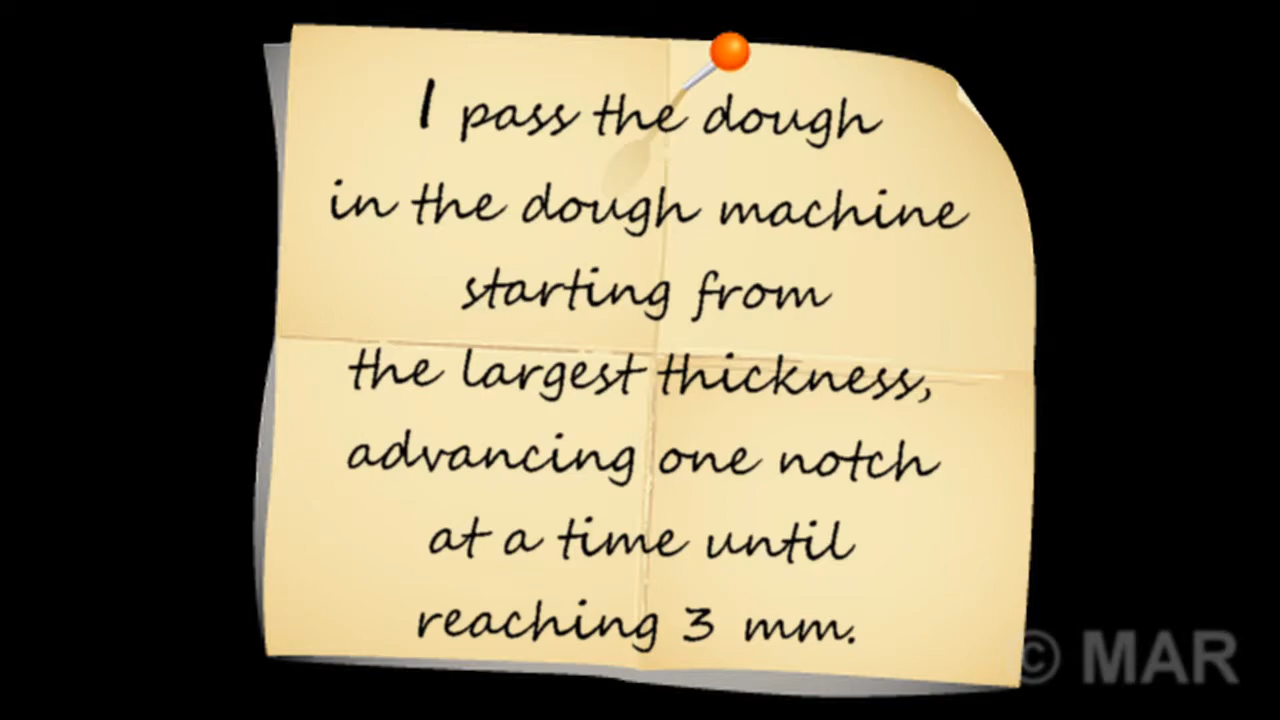 I pass the dough
in the dough machine
starting from
the largest thickness,
advancing one notch
at a time until
reaching 3 mm.
© MAR